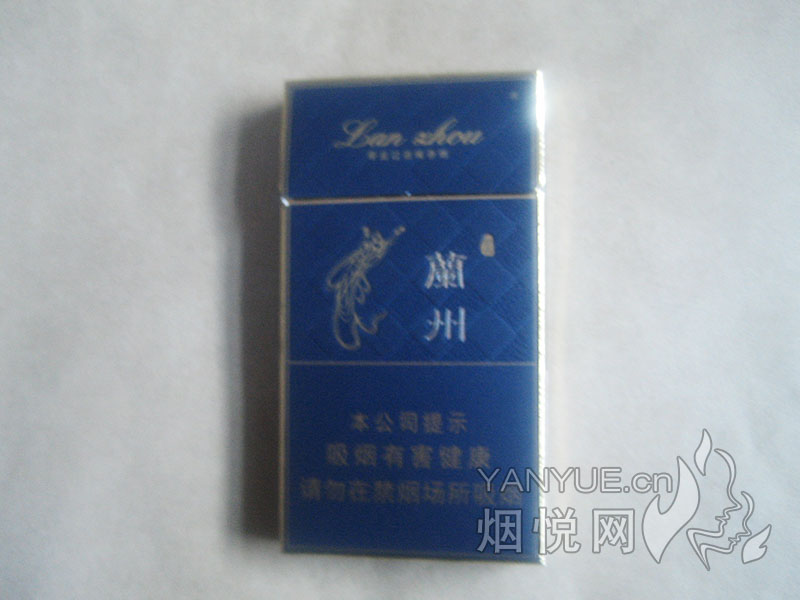 Lan zhou
蘭
州
本公司提示
吸烟有害健康
请勿在禁烟场所吸烟
YANYUE.cn
烟悦网